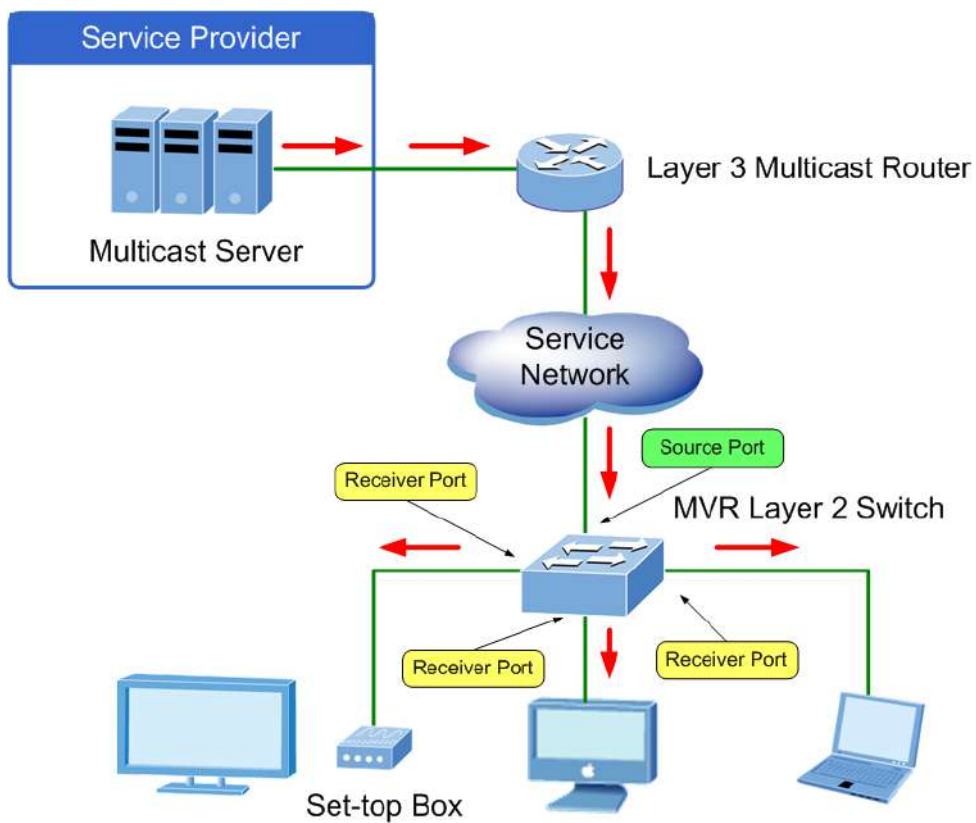 Service Provider
Multicast Server
Layer 3 Multicast Router
Service
Network
Source Port
Receiver Port
MVR Layer 2 Switch
Receiver Port
Receiver Port
Set-top Box